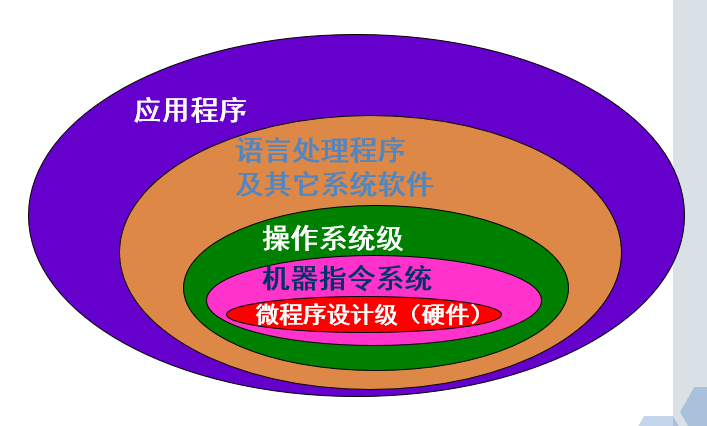 应用程序
语言处理程序
及其它系统软件
操作系统级
机器指令系统
微程序设计级（硬件）